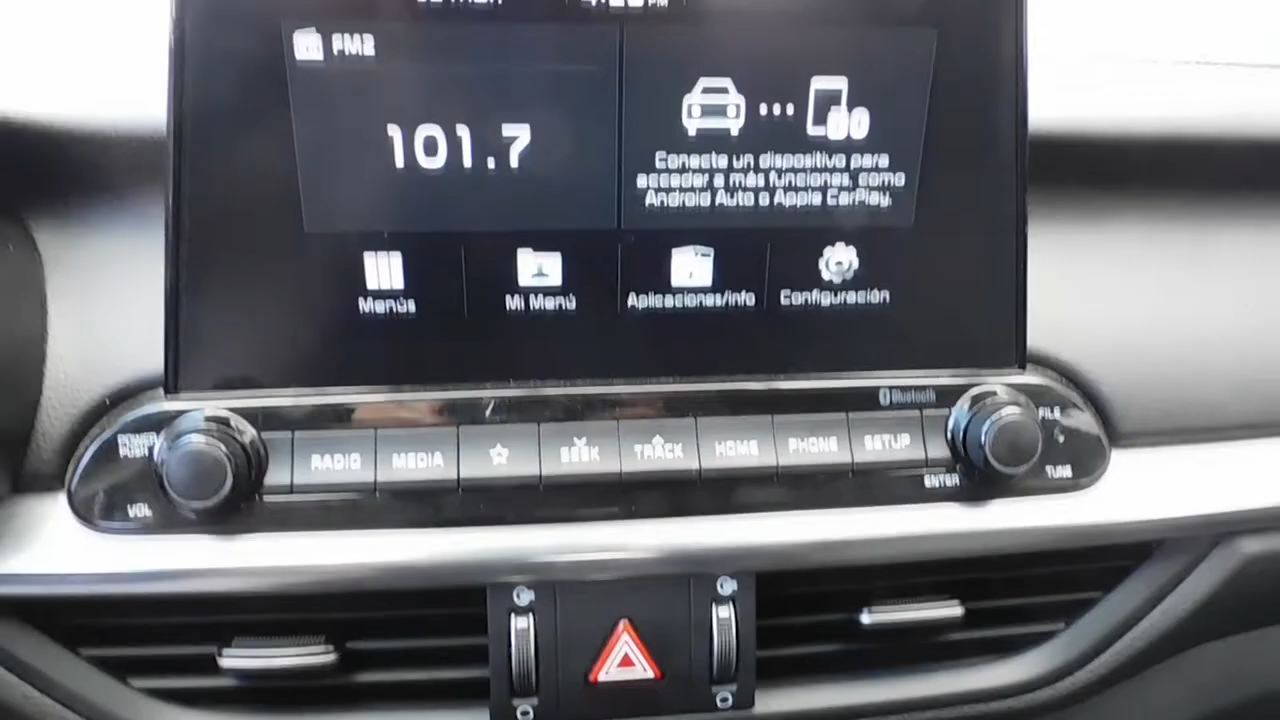 PM
FM2
101.7
Conecte un dispositivo para
acceder a más funciones, como
Android Auto o Apple CarPlay.
Menús
Mi Menú
Aplicaciones/info
Configuración
Bluetooth
POWER
PUSH
VOL
RADIO
MEDIA
SEEK
TRACK
HOME
PHONE
SETUP
FILE
ENTER
TUNE